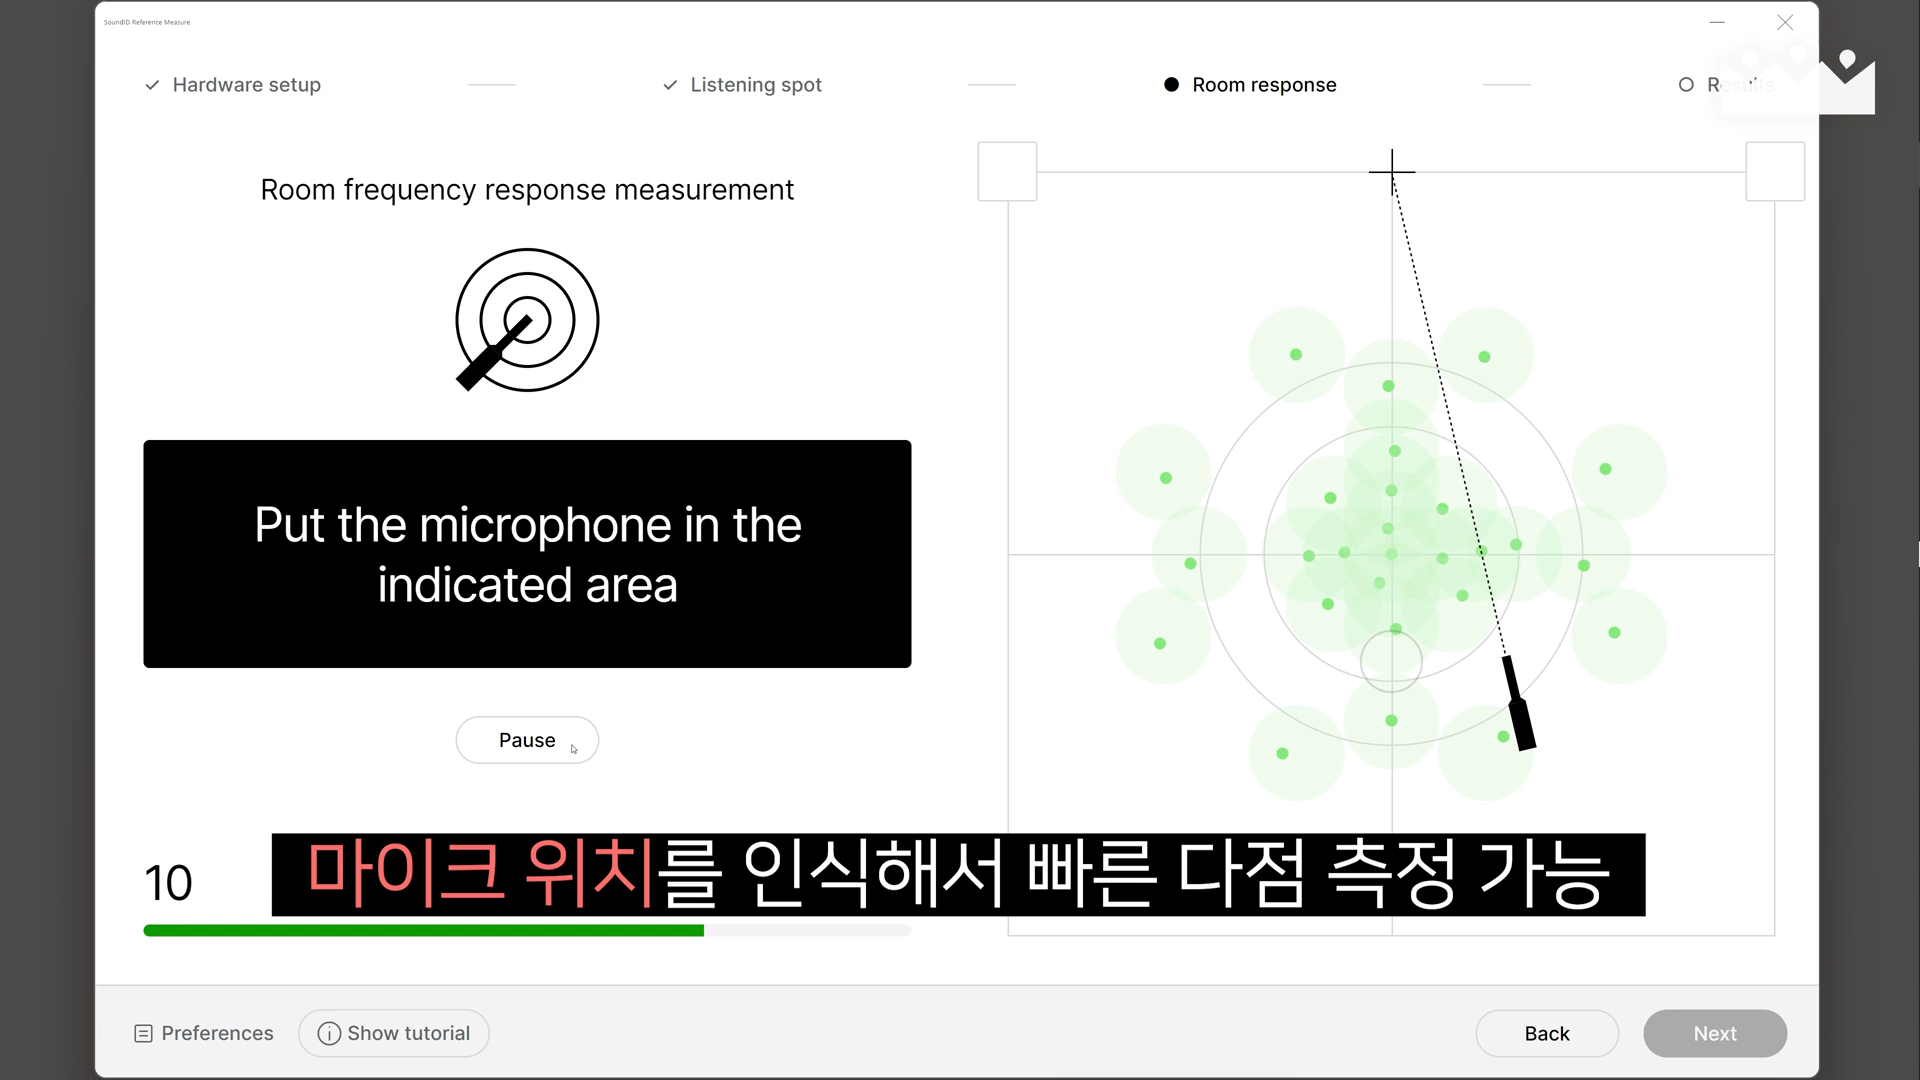 SoundID Reference Measure
Hardware setup
Listening spot
Room response
Results
Room frequency response measurement
Put the microphone in the
indicated area
Pause
10
마이크 위치를 인식해서 빠른 다점 측정 가능
Preferences
Show tutorial
Back
Next